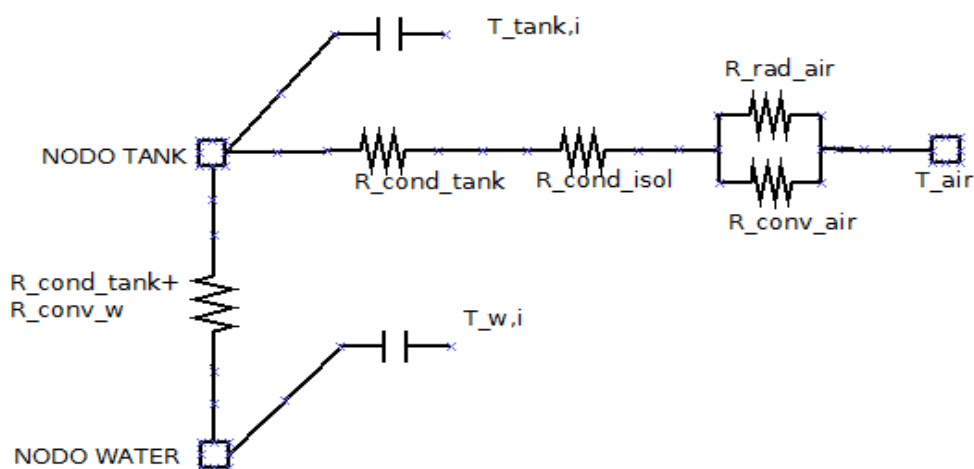 T_tank,i
R_rad_air
NODO TANK
R_cond_tank
R_cond_isol
T_air
R_conv_air
R_cond_tank+
R_conv_w
T_w,i
NODO WATER